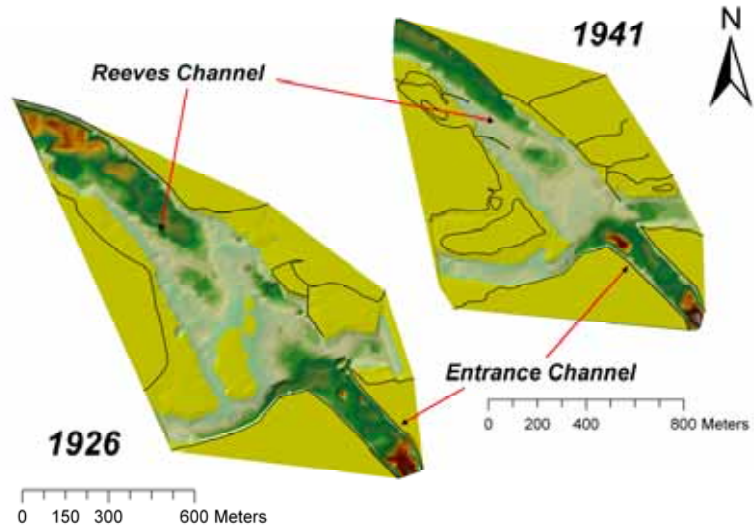 N
1941
Reeves Channel
Entrance Channel
0 200 400 800 Meters
1926
0 150 300 600 Meters